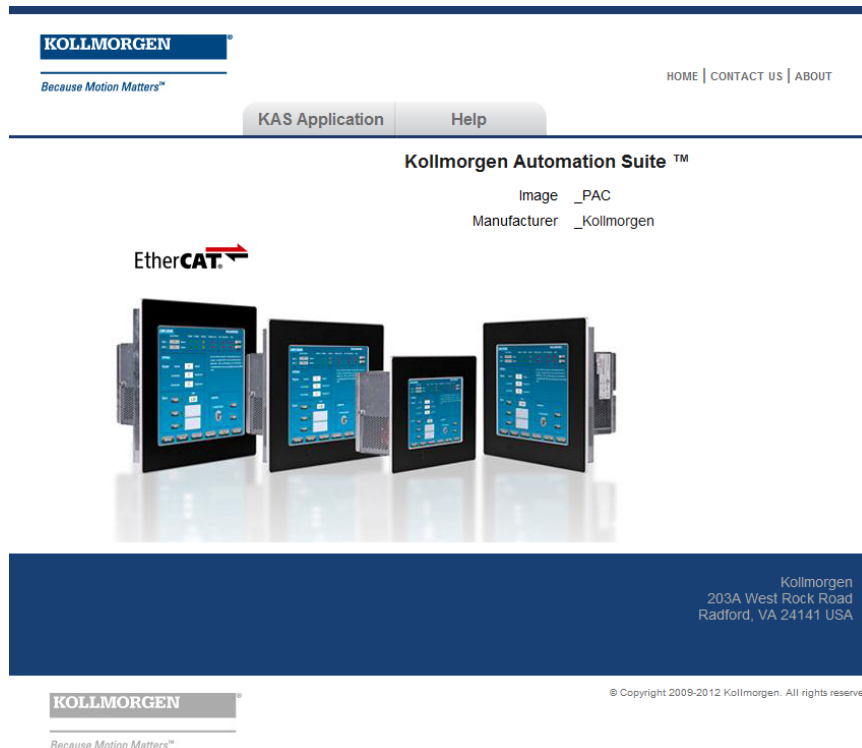 KOLLMORGEN®
Because Motion Matters™
HOME | CONTACT US | ABOUT
KAS Application
Help
Kollmorgen Automation Suite ™
Image _PAC
Manufacturer _Kollmorgen
EtherCAT.
Kollmorgen
203A West Rock Road
Radford, VA 24141 USA
© Copyright 2009-2012 Kollmorgen. All rights reserve
KOLLMORGEN®
Because Motion Matters™